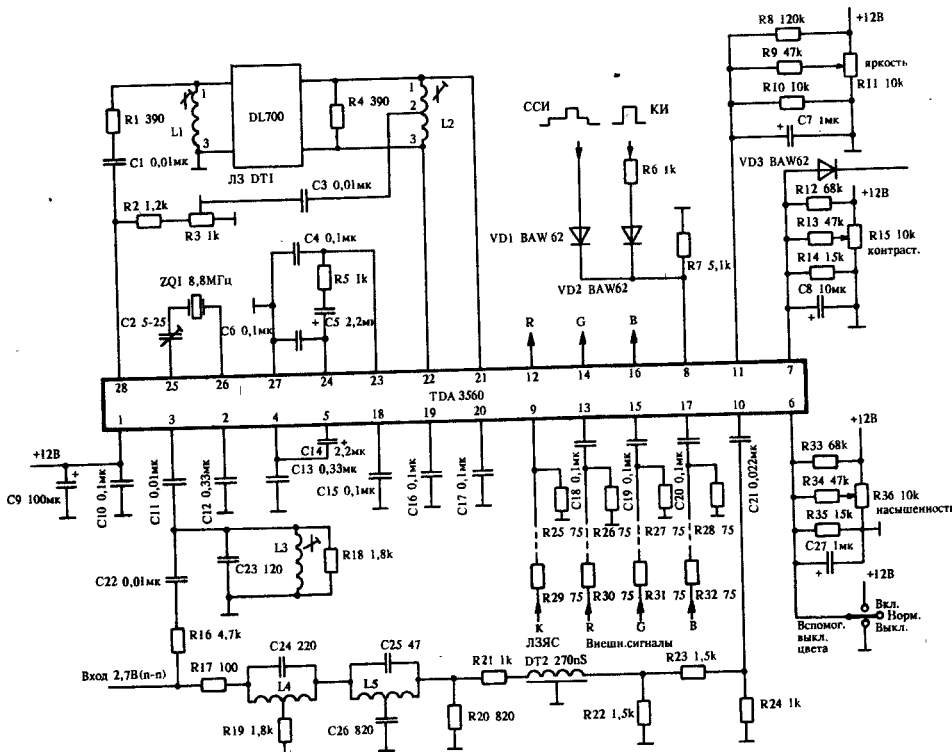 R8 120k
+12В
R9 47k
яркость
R11 10k
R10 10k
C7 1мк
+
R1 390
1
L1
3
DL700
ЛЗ DT1
R4 390
1
2
L2
3
C1 0,01мк
C3 0,01мк
R2 1,2k
R3 1k
ССИ
КИ
R6 1k
VD1 BAW 62
VD2 BAW62
R7 5,1k
VD3 BAW62
R12 68k
+12В
R13 47k
R15 10k
контраст.
R14 15k
C8 10мк
+
ZQ1 8,8МГц
C2 5-25
C4 0,1мк
R5 1k
+
C5 2,2мк
C6 0,1мк
R
G
B
28 25 26 27 24 23 22 21 12 14 16 8 11 7
TDA 3560
1 3 2 4 5 18 19 20 9 13 15 17 10 6
+12В
+
C9 100мк
C10 0,1мк
C11 0,01мк
C12 0,33мк
C14 2,2мк
+
C13 0,33мк
C15 0,1мк
C16 0,1мк
C17 0,1мк
C18 0,1мк
C19 0,1мк
C20 0,1мк
C21 0,022мк
+12В
R33 68k
R34 47k
R36 10k
насышенность
R35 15k
C27 1мк
+
R25 75
R26 75
R27 75
R28 75
C22 0,01мк
C23 120
L3
R18 1,8k
R29 75
R30 75
R31 75
R32 75
К
R
G
B
ЛЗЯС
Внешн.сигналы
+12В
Вкл.
Норм.
Выкл.
Вспомог.
выкл.
цвета
R16 4,7k
Вход 2,7В(п-п)
R17 100
C24 220
L4
R19 1,8k
C25 47
L5
C26 820
R20 820
R21 1k
DT2 270nS
R22 1,5k
R23 1,5k
R24 1k